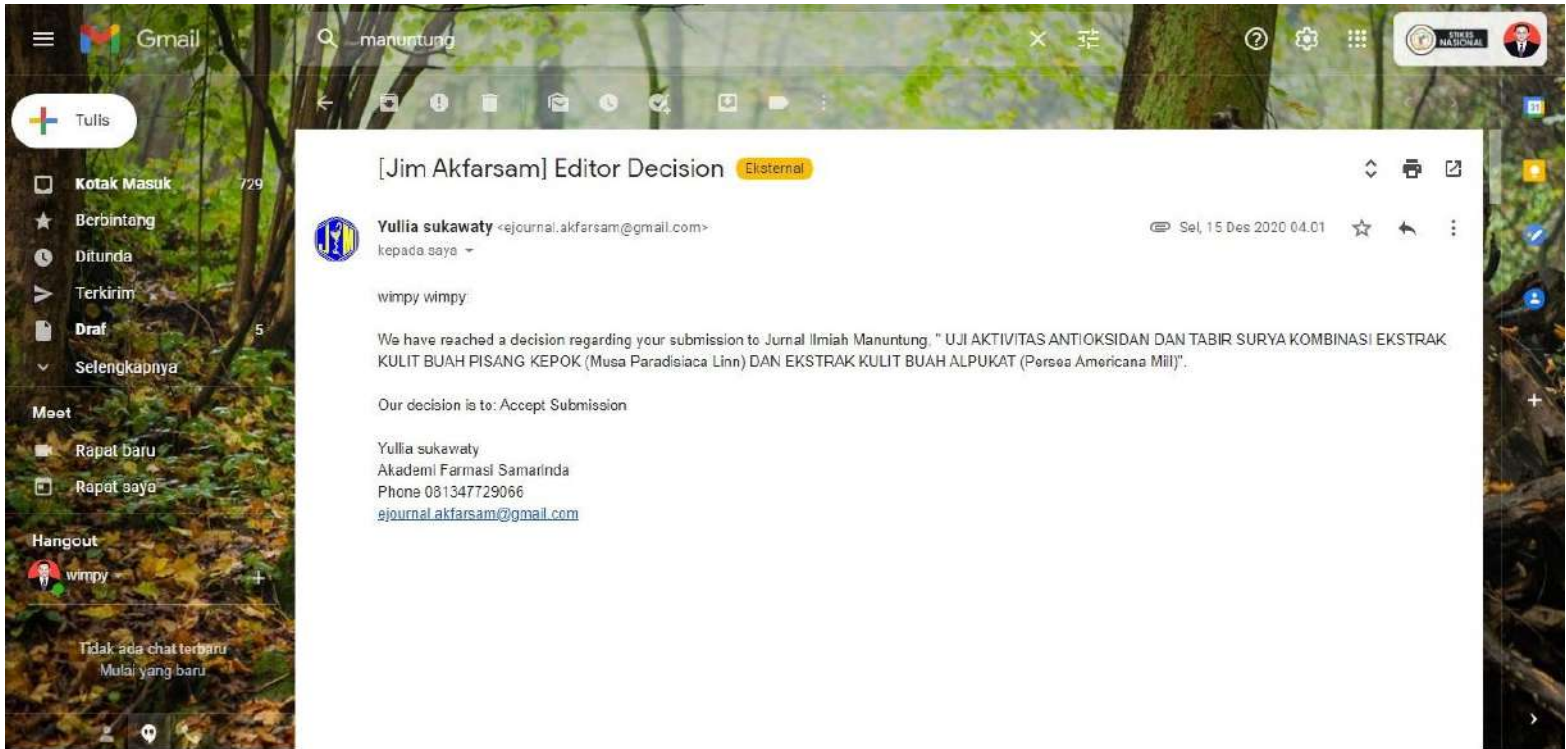 Gmail
manuntung
STIKES
NASIONAL
Tulis
31
[Jim Akfarsam] Editor Decision Eksternal
Kotak Masuk 729
Berbintang
Ditunda
Terkirim
Draf 5
Selengkapnya
Yullia sukawaty <ejournal.akfarsam@gmail.com> Sel, 15 Des 2020 04.01
kepada saya
wimpy wimpy:
We have reached a decision regarding your submission to Jurnal Ilmiah Manuntung, " UJI AKTIVITAS ANTIOKSIDAN DAN TABIR SURYA KOMBINASI EKSTRAK
KULIT BUAH PISANG KEPOK (Musa Paradisiaca Linn) DAN EKSTRAK KULIT BUAH ALPUKAT (Persea Americana Mill)".
Our decision is to: Accept Submission
Yullia sukawaty
Akademi Farmasi Samarinda
Phone 081347729066
ejournal.akfarsam@gmail.com
Meet
Rapat baru
Rapat saya
Hangout
wimpy
Tidak ada chat terbaru
Mulai yang baru